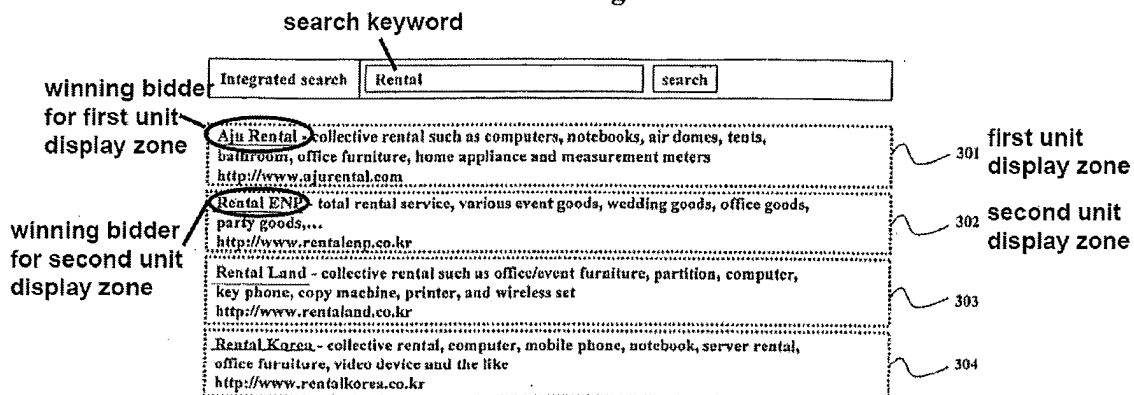 search keyword
Integrated search Rental search
winning bidder
for first unit
display zone
Aju Rental - collective rental such as computers, notebooks, air domes, tents,
bathroom, office furniture, home appliance and measurement meters
http://www.ajurental.com
301 first unit
display zone
Rental ENP - total rental service, various event goods, wedding goods, office goods,
party goods,...
http://www.rentalenp.co.kr
302 second unit
display zone
winning bidder
for second unit
display zone
Rental Land - collective rental such as office/event furniture, partition, computer,
key phone, copy machine, printer, and wireless set
http://www.rentaland.co.kr
303
Rental Korea - collective rental, computer, mobile phone, notebook, server rental,
office furniture, video device and the like
http://www.rentalkorea.co.kr
304